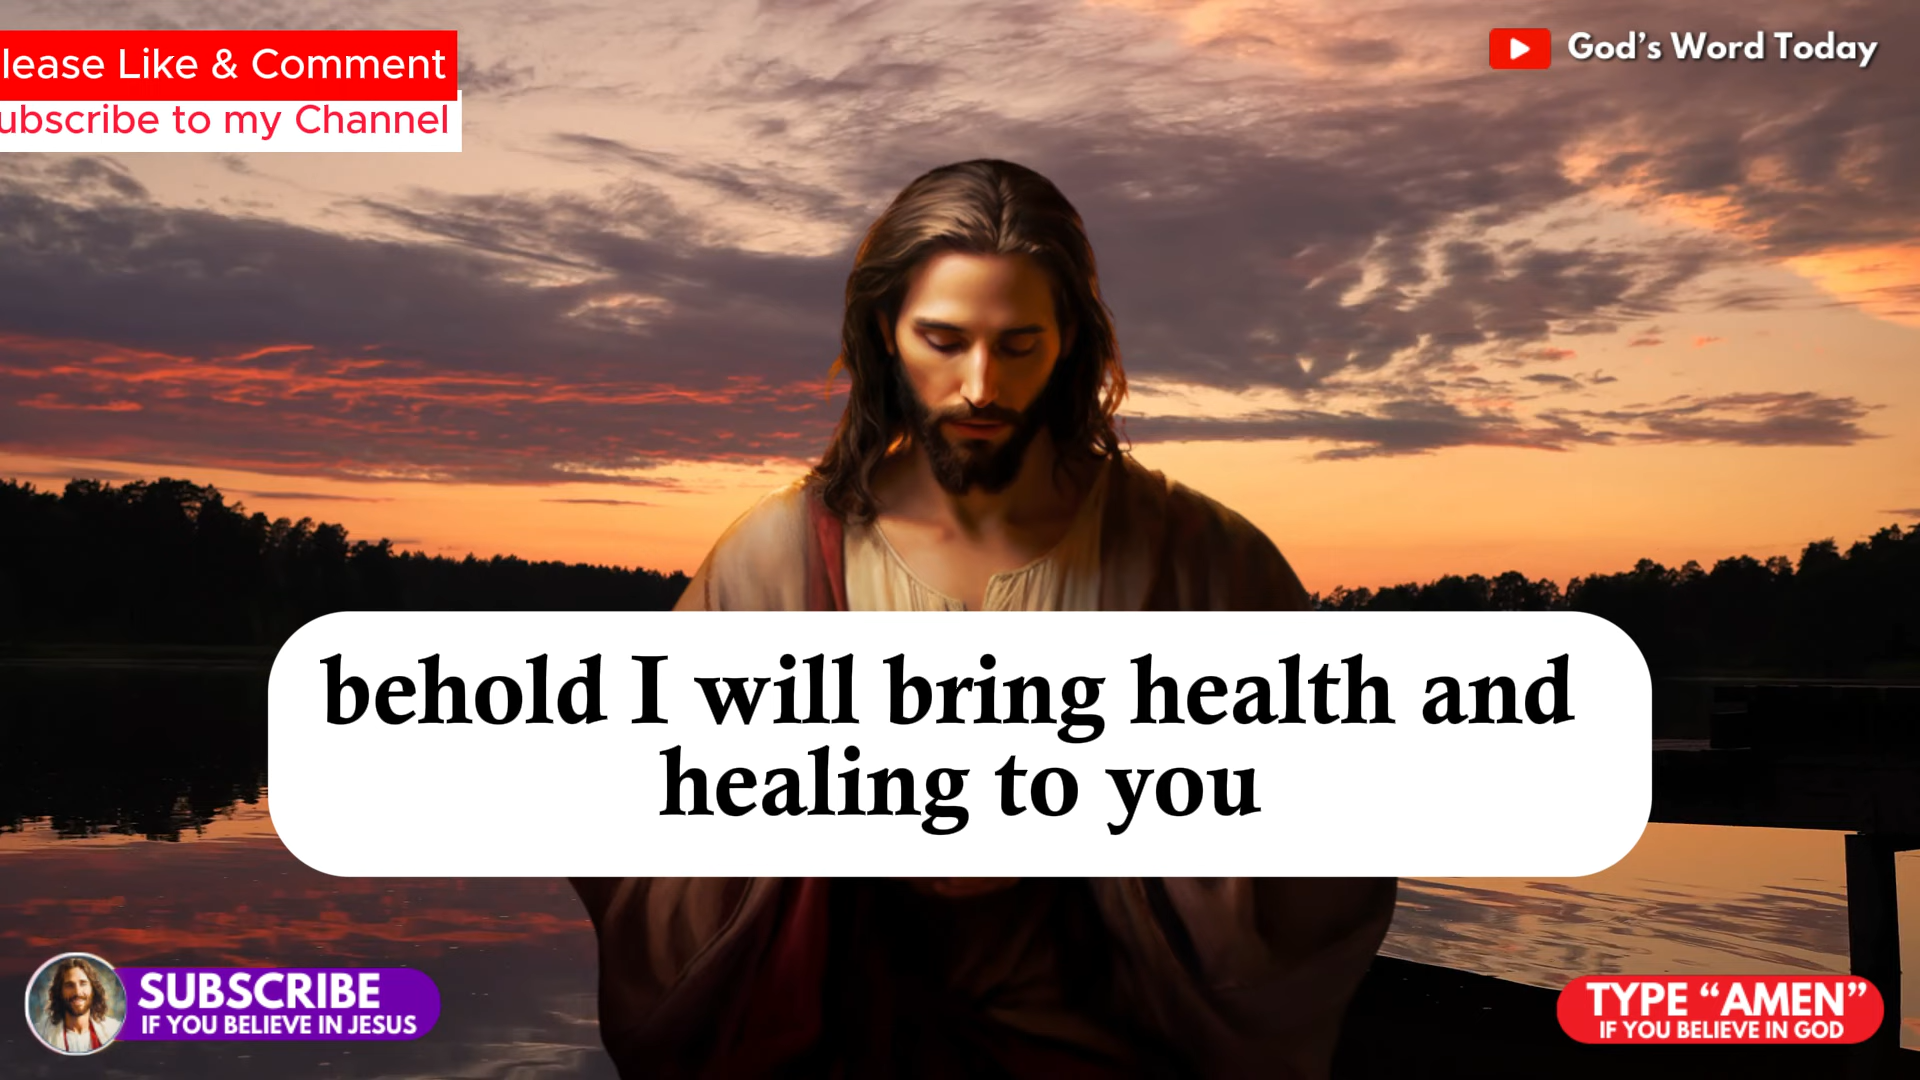 lease Like & Comment
ubscribe to my Channel
God's Word Today
behold I will bring health and
healing to you
SUBSCRIBE
IF YOU BELIEVE IN JESUS
TYPE “AMEN”
IF YOU BELIEVE IN GOD